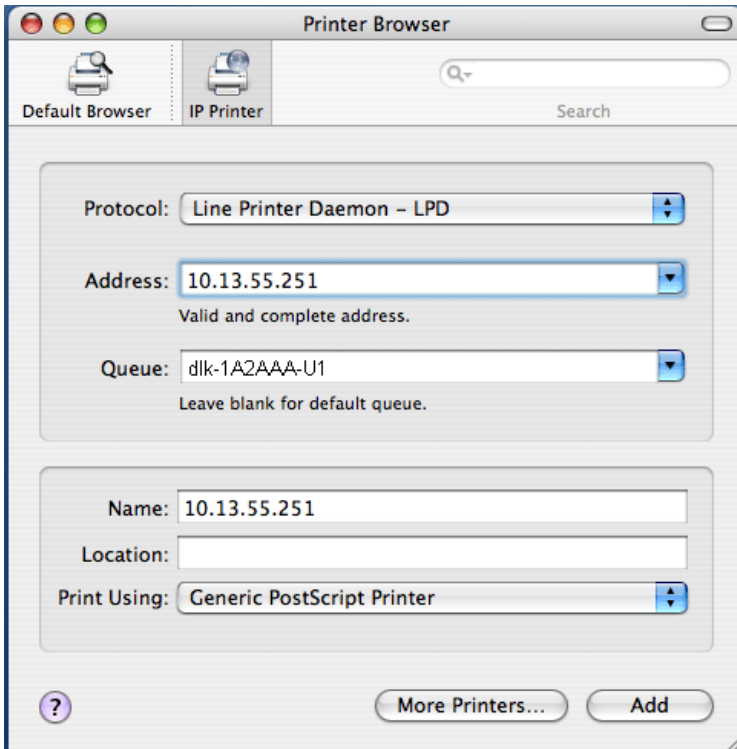 Printer Browser
Default Browser
IP Printer
Search
Protocol: Line Printer Daemon – LPD
Address: 10.13.55.251
Valid and complete address.
Queue: dlk-1A2AAA-U1
Leave blank for default queue.
Name: 10.13.55.251
Location:
Print Using: Generic PostScript Printer
?
More Printers...
Add